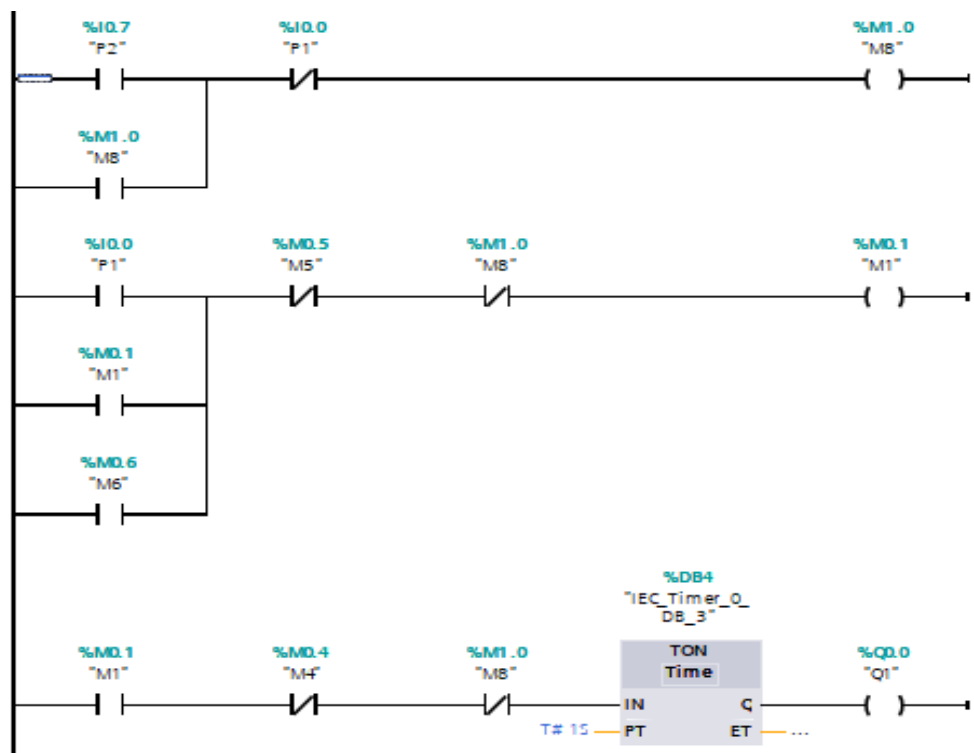 %I0.7 %I0.0 %M1.0
"P2" "P1" "M8"
%M1.0
"M8"
%I0.0 %M0.5 %M1.0 %M0.1
"P1" "M5" "M8" "M1"
%M0.1
"M1"
%M0.6
"M6"
%DB4
"IEC_Timer_0_
DB_3"
%M0.1 %M0.4 %M1.0 TON %Q0.0
"M1" "M4" "M8" Time "Q1"
IN Q
T# 1S PT ET ...